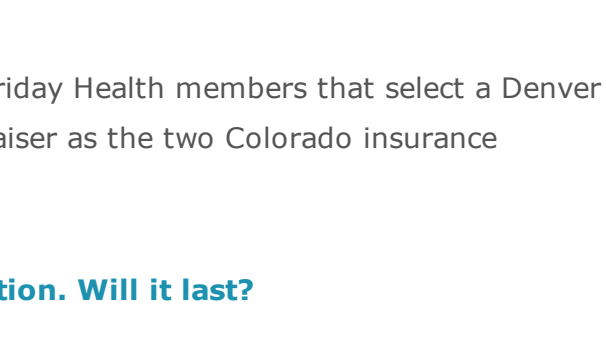 riday Health members that select a Denver
aiser as the two Colorado insurance
tion. Will it last?